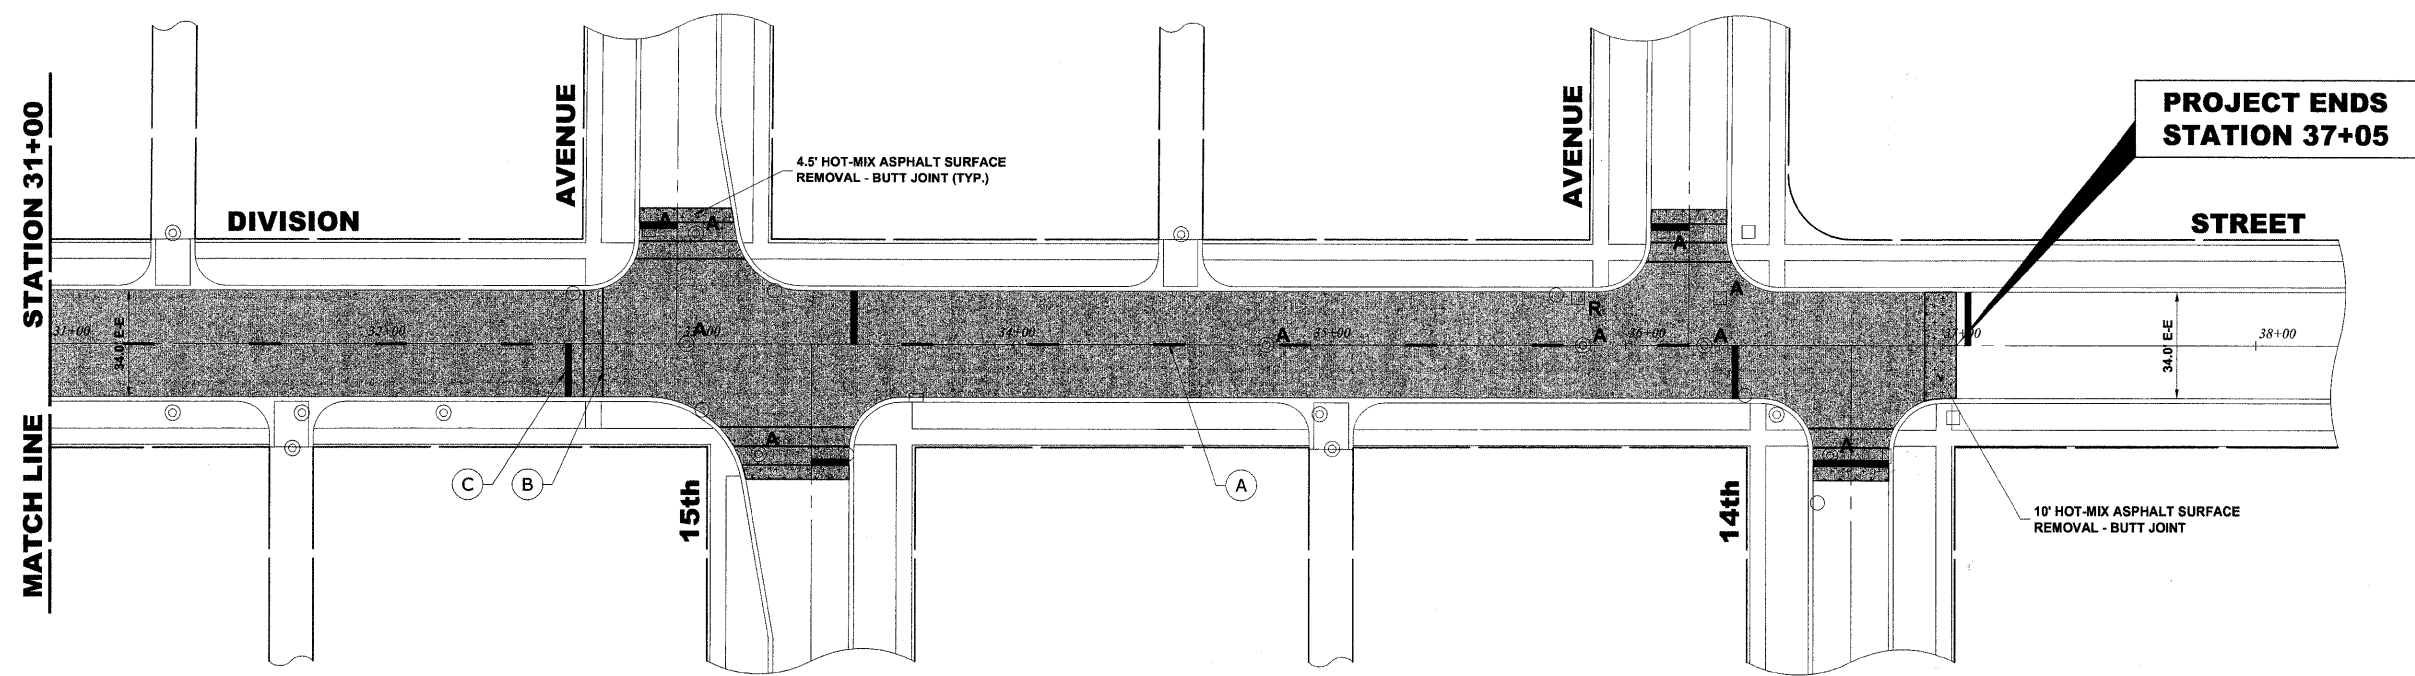 STATION 31+00
MATCH LINE
DIVISION
AVENUE
4.5' HOT-MIX ASPHALT SURFACE
REMOVAL - BUTT JOINT (TYP.)
AVENUE
PROJECT ENDS
STATION 37+05
STREET
A
A
A
A
R
31+00
34.0' E-E
32+00
A
33+00
34+00
A
35+00
A
36+00
A
37+00
34.0' E-E
38+00
A
A
C
B
A
15th
14th
10' HOT-MIX ASPHALT SURFACE
REMOVAL - BUTT JOINT